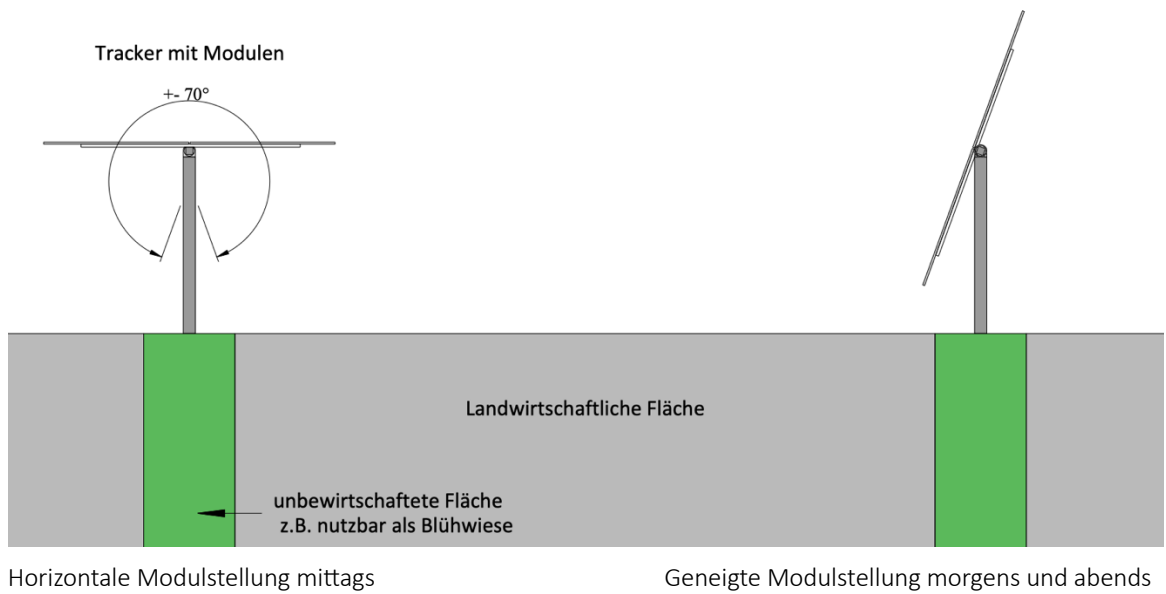 Tracker mit Modulen
+- 70°
Landwirtschaftliche Fläche
unbewirtschaftete Fläche
z.B. nutzbar als Blühwiese
Horizontale Modulstellung mittags
Geneigte Modulstellung morgens und abends